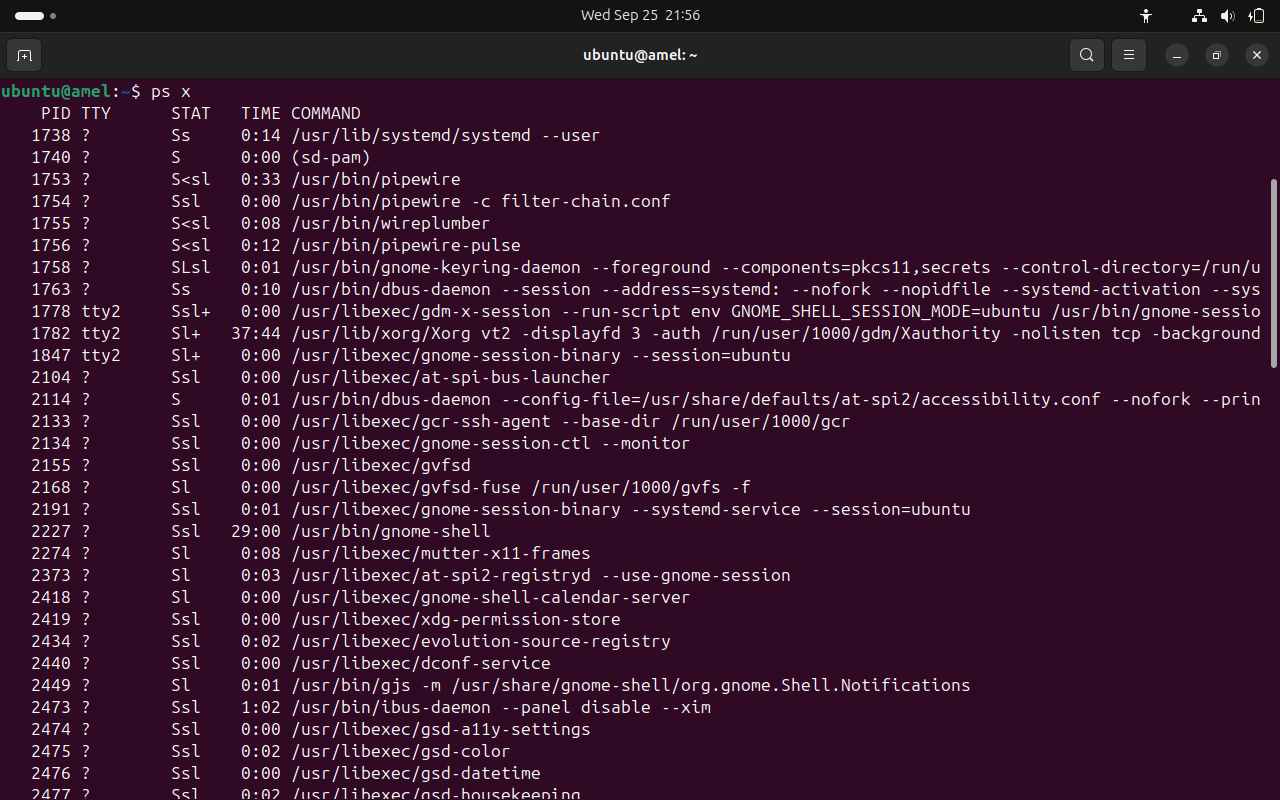 Wed Sep 25  21:56
ubuntu@amel: ~
ubuntu@amel:~$ ps x
    PID TTY      STAT   TIME COMMAND
   1738 ?        Ss     0:14 /usr/lib/systemd/systemd --user
   1740 ?        S      0:00 (sd-pam)
   1753 ?        S<sl   0:33 /usr/bin/pipewire
   1754 ?        Ssl    0:00 /usr/bin/pipewire -c filter-chain.conf
   1755 ?        S<sl   0:08 /usr/bin/wireplumber
   1756 ?        S<sl   0:12 /usr/bin/pipewire-pulse
   1758 ?        SLsl   0:01 /usr/bin/gnome-keyring-daemon --foreground --components=pkcs11,secrets --control-directory=/run/u
   1763 ?        Ss     0:10 /usr/bin/dbus-daemon --session --address=systemd: --nofork --nopidfile --systemd-activation --sys
   1778 tty2     Ssl+   0:00 /usr/libexec/gdm-x-session --run-script env GNOME_SHELL_SESSION_MODE=ubuntu /usr/bin/gnome-sessio
   1782 tty2     Sl+   37:44 /usr/lib/xorg/Xorg vt2 -displayfd 3 -auth /run/user/1000/gdm/Xauthority -nolisten tcp -background
   1847 tty2     Sl+    0:00 /usr/libexec/gnome-session-binary --session=ubuntu
   2104 ?        Ssl    0:00 /usr/libexec/at-spi-bus-launcher
   2114 ?        S      0:01 /usr/bin/dbus-daemon --config-file=/usr/share/defaults/at-spi2/accessibility.conf --nofork --prin
   2133 ?        Ssl    0:00 /usr/libexec/gcr-ssh-agent --base-dir /run/user/1000/gcr
   2134 ?        Ssl    0:00 /usr/libexec/gnome-session-ctl --monitor
   2155 ?        Ssl    0:00 /usr/libexec/gvfsd
   2168 ?        Sl     0:00 /usr/libexec/gvfsd-fuse /run/user/1000/gvfs -f
   2191 ?        Ssl    0:01 /usr/libexec/gnome-session-binary --systemd-service --session=ubuntu
   2227 ?        Ssl   29:00 /usr/bin/gnome-shell
   2274 ?        Sl     0:08 /usr/libexec/mutter-x11-frames
   2373 ?        Sl     0:03 /usr/libexec/at-spi2-registryd --use-gnome-session
   2418 ?        Sl     0:00 /usr/libexec/gnome-shell-calendar-server
   2419 ?        Ssl    0:00 /usr/libexec/xdg-permission-store
   2434 ?        Ssl    0:02 /usr/libexec/evolution-source-registry
   2440 ?        Ssl    0:00 /usr/libexec/dconf-service
   2449 ?        Sl     0:01 /usr/bin/gjs -m /usr/share/gnome-shell/org.gnome.Shell.Notifications
   2473 ?        Ssl    1:02 /usr/bin/ibus-daemon --panel disable --xim
   2474 ?        Ssl    0:00 /usr/libexec/gsd-a11y-settings
   2475 ?        Ssl    0:02 /usr/libexec/gsd-color
   2476 ?        Ssl    0:00 /usr/libexec/gsd-datetime
   2477 ?        Ssl    0:02 /usr/libexec/gsd-housekeeping